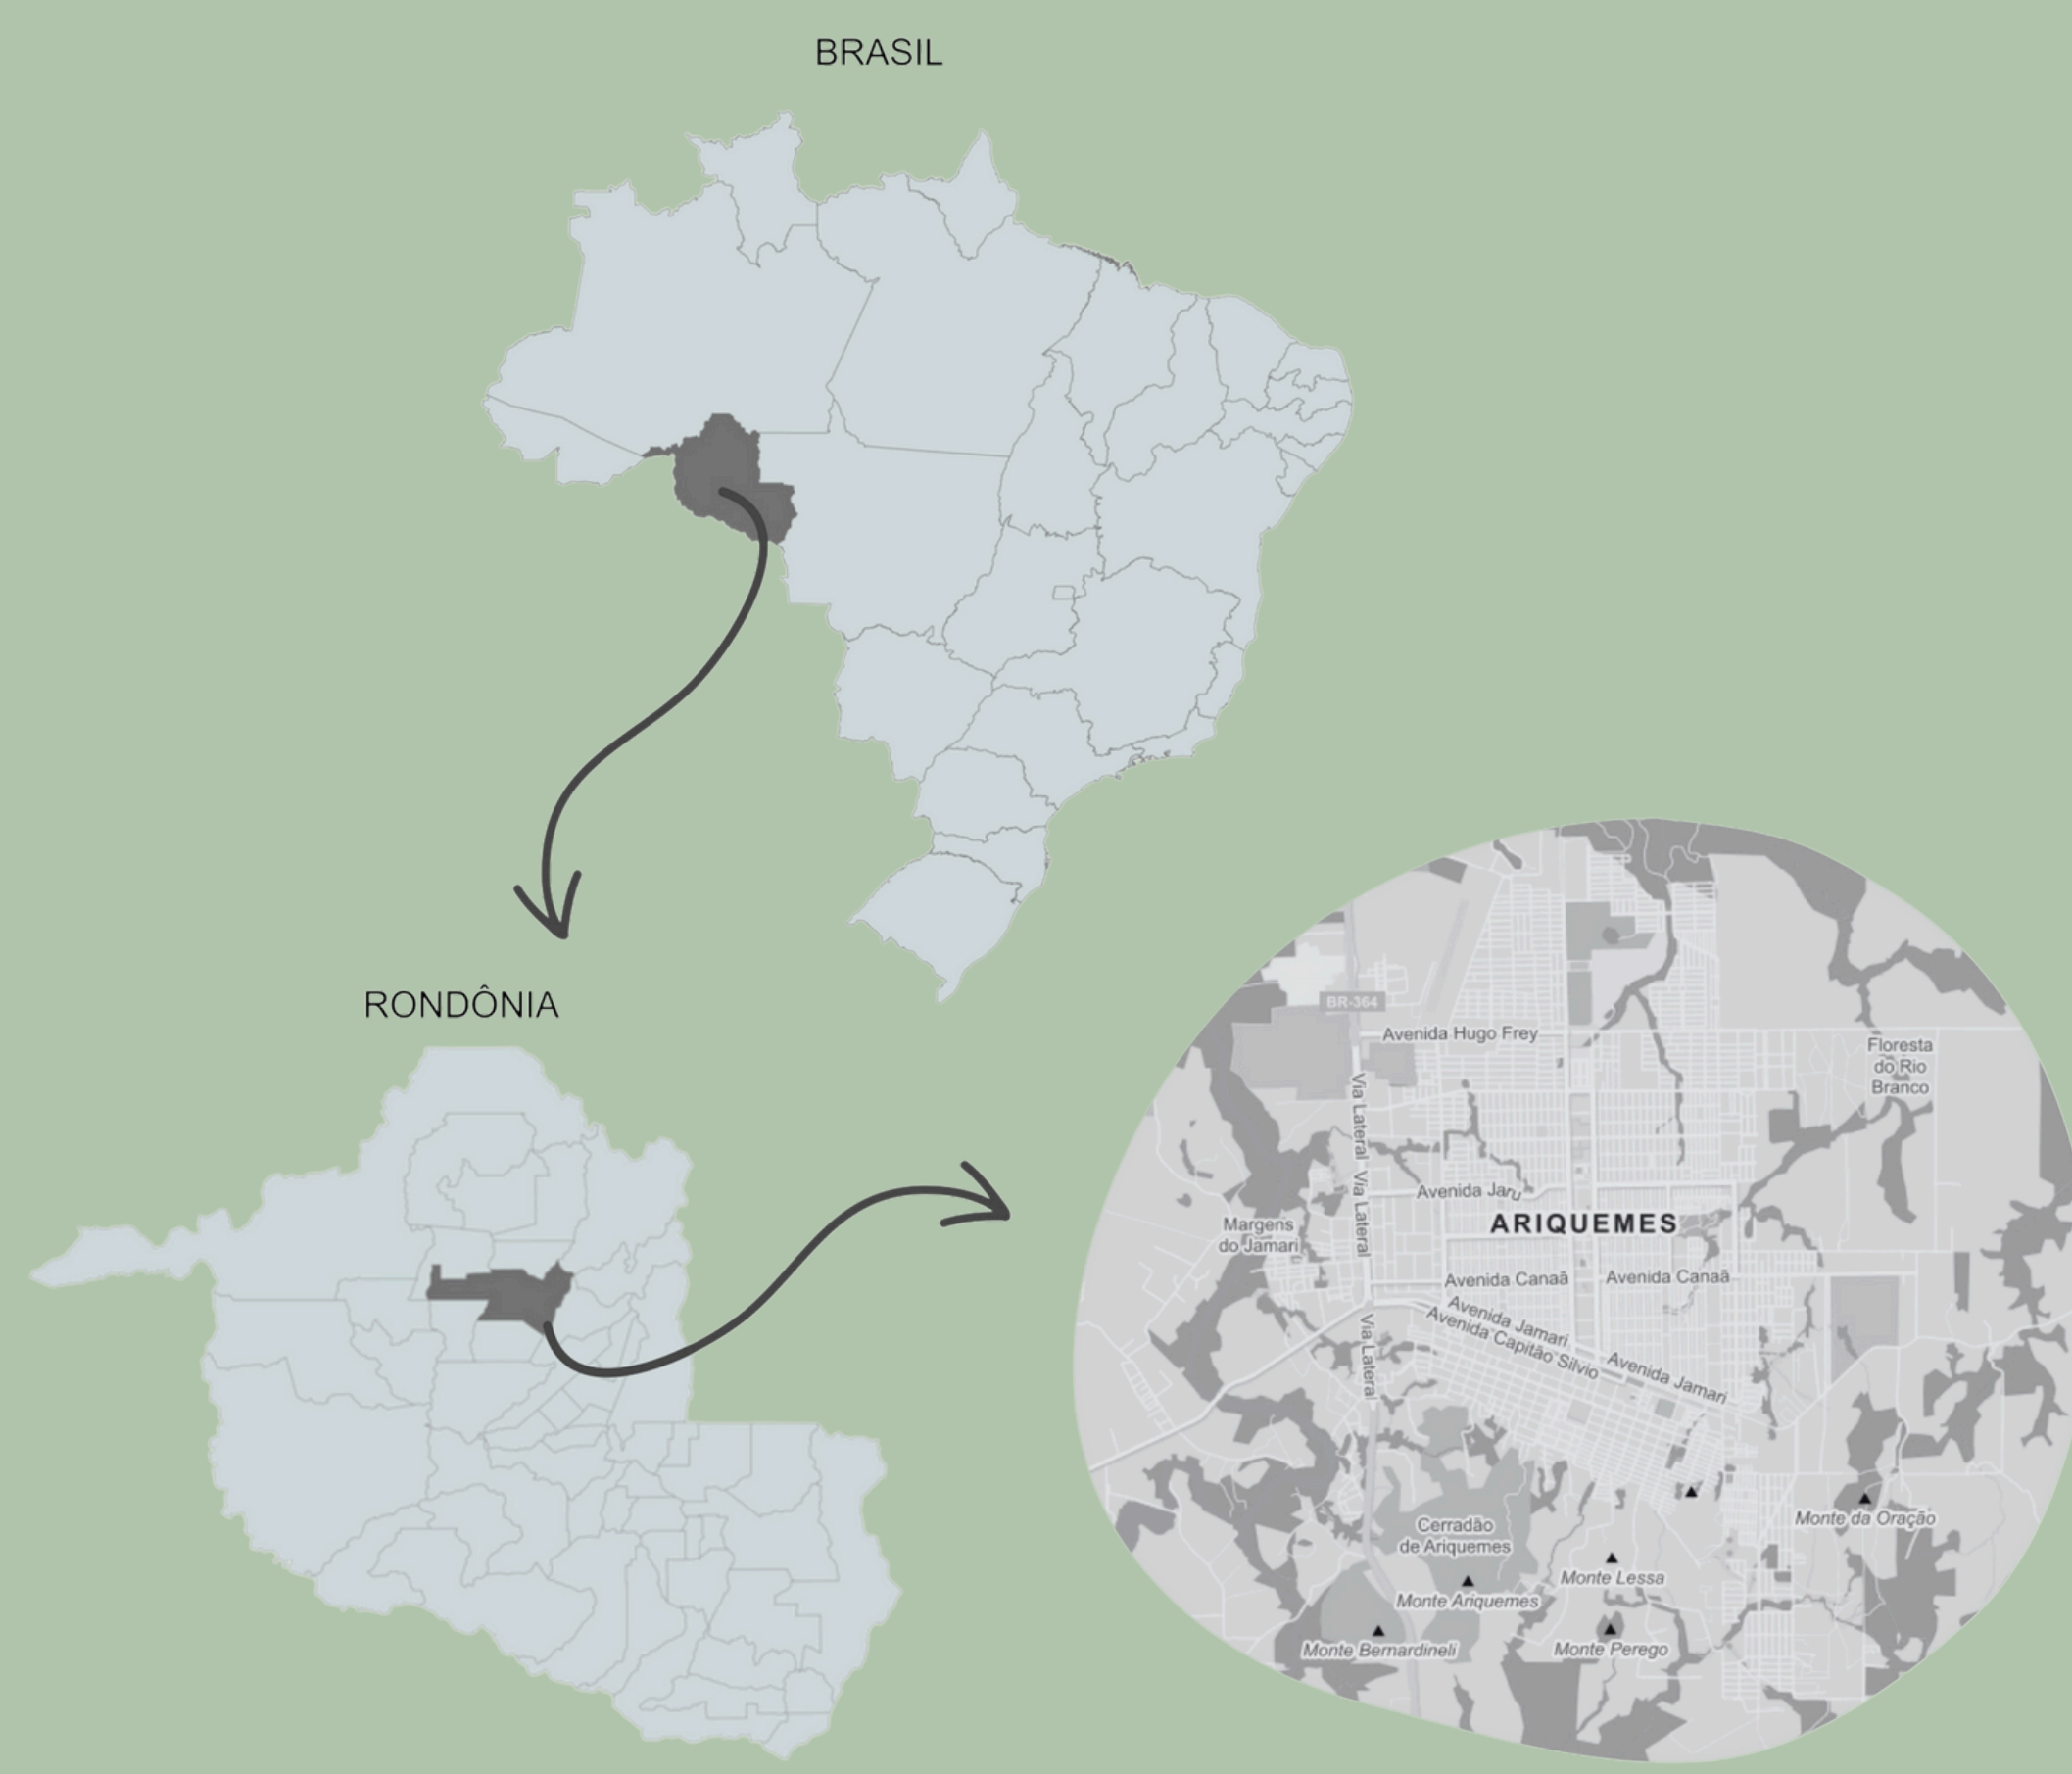 BRASIL
RONDÔNIA
BR-364
Avenida Hugo Frey
Floresta
do Rio
Branco
Via Lateral
Via Lateral
Avenida Jaru
ARIQUEMES
Margens
do Jamari
Avenida Canaã
Avenida Canaã
Avenida Jamari
Avenida Capitão Silvio
Avenida Jamari
Via Lateral
Monte da Oração
Cerradão
de Ariquemes
Monte Lessa
Monte Ariquemes
Monte Bernardineli
Monte Perego